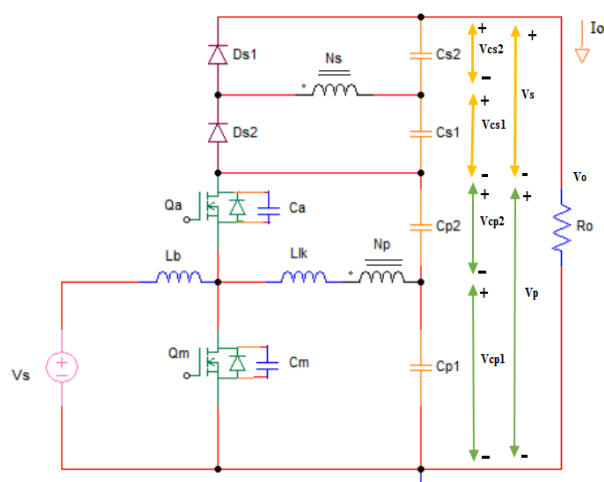 +
Io
Ds1
Ns
Cs2
Vcs2
+
-
+
Ds2
Cs1
Vcs1
Vs
-
-
Vo
+
+
Qa
Ca
Cp2
Vcp2
Ro
Lb
Llk
Np
-
+
Vp
Qm
Cm
Cp1
Vcp1
Vs
-
-